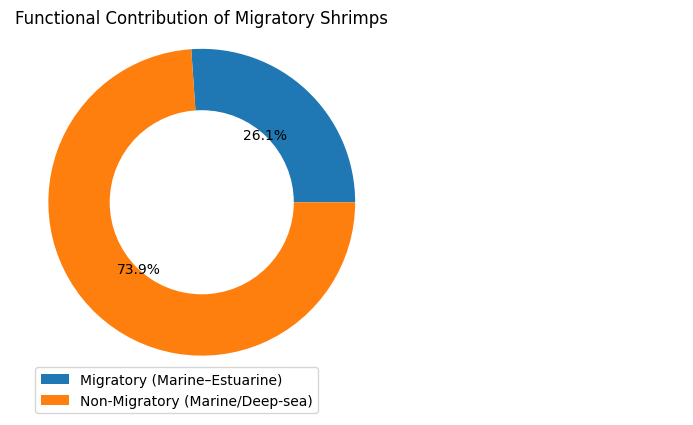 Functional Contribution of Migratory Shrimps
26.1%
73.9%
Migratory (Marine–Estuarine)
Non-Migratory (Marine/Deep-sea)